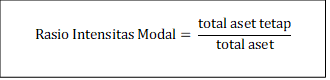 Rasio Intensitas Modal = total aset tetap
total aset